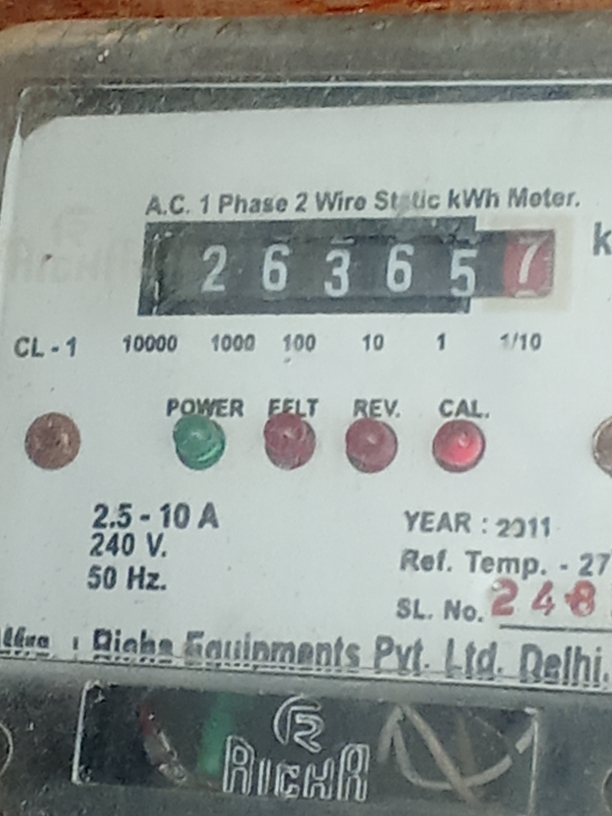 A.C. 1 Phase 2 Wire Static kWh Meter.
2 6 3 6 5 7 k
CL - 1 10000 1000 100 10 1 1/10
POWER EELT REV. CAL.
2.5 - 10 A
240 V.
50 Hz.
YEAR : 2011
Ref. Temp. - 27
SL. No. 248
: Richa Equipments Pvt. Ltd. Delhi.
RICHA